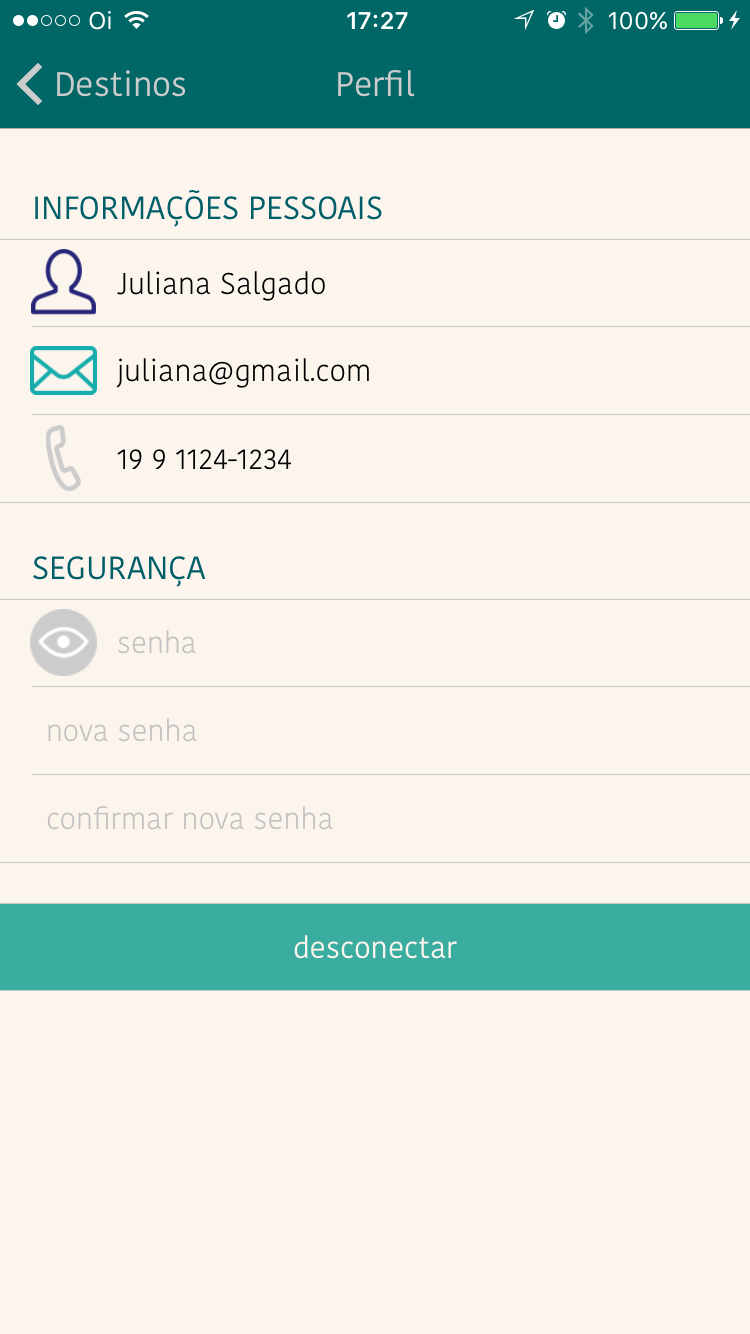 Oi 17:27 100%
Destinos Perfil
INFORMAÇÕES PESSOAIS
Juliana Salgado
juliana@gmail.com
19 9 1124-1234
SEGURANÇA
senha
nova senha
confirmar nova senha
desconectar